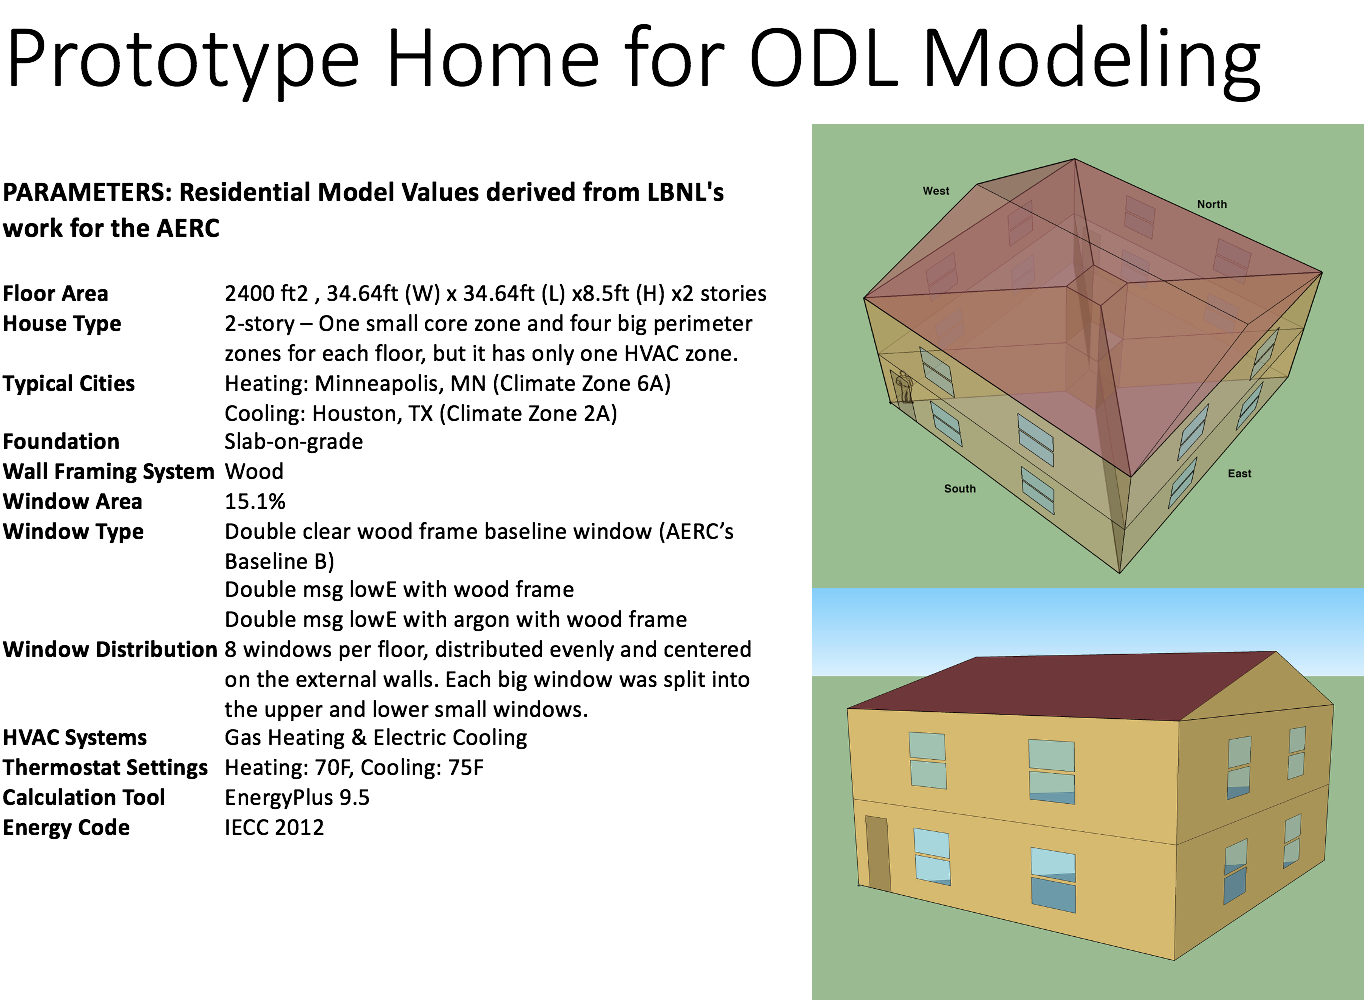 Prototype Home for ODL Modeling
PARAMETERS: Residential Model Values derived from LBNL's
work for the AERC
Floor Area 2400 ft2 , 34.64ft (W) x 34.64ft (L) x8.5ft (H) x2 stories
House Type 2-story – One small core zone and four big perimeter
zones for each floor, but it has only one HVAC zone.
Typical Cities Heating: Minneapolis, MN (Climate Zone 6A)
Cooling: Houston, TX (Climate Zone 2A)
Foundation Slab-on-grade
Wall Framing System Wood
Window Area 15.1%
Window Type Double clear wood frame baseline window (AERC’s
Baseline B)
Double msg lowE with wood frame
Double msg lowE with argon with wood frame
Window Distribution 8 windows per floor, distributed evenly and centered
on the external walls. Each big window was split into
the upper and lower small windows.
HVAC Systems Gas Heating & Electric Cooling
Thermostat Settings Heating: 70F, Cooling: 75F
Calculation Tool EnergyPlus 9.5
Energy Code IECC 2012
West
North
South
East